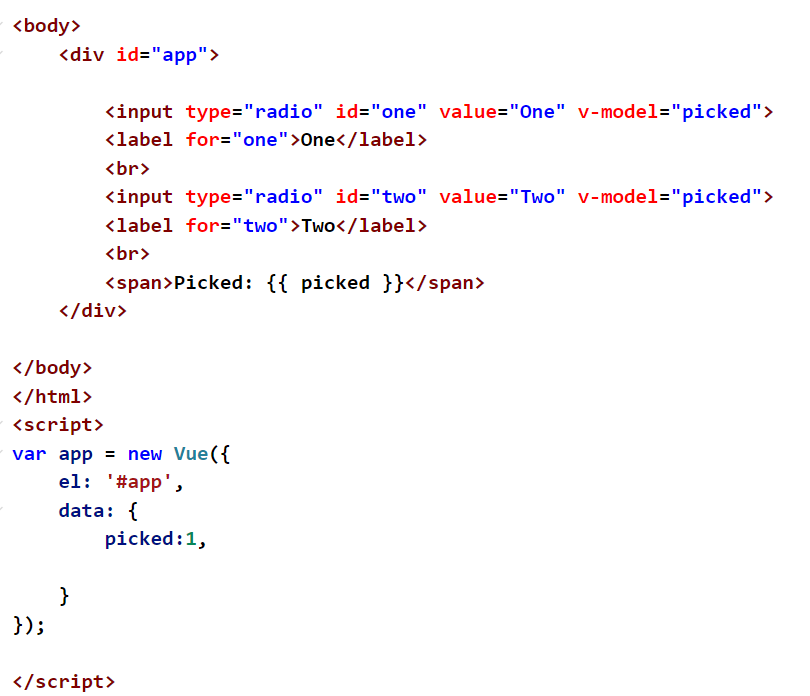 <body>
<div id="app">
<input type="radio" id="one" value="One" v-model="picked">
<label for="one">One</label>
<br>
<input type="radio" id="two" value="Two" v-model="picked">
<label for="two">Two</label>
<br>
<span>Picked: {{ picked }}</span>
</div>
</body>
</html>
<script>
var app = new Vue({
el: '#app',
data: {
picked:1,
}
});
</script>